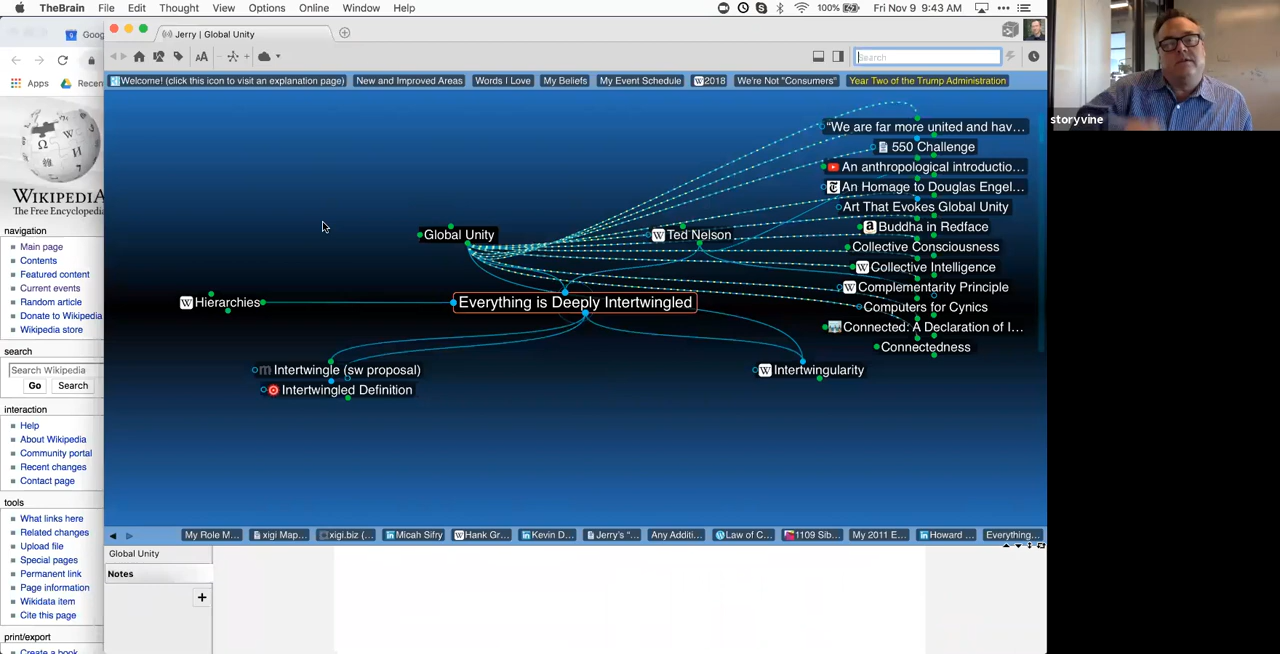 TheBrain File Edit Thought View Options Online Window Help 100% Fri Nov 9 9:43 AM
Jerry | Global Unity
Goog
AA
Search
Apps Recen
Welcome! (click this icon to visit an explanation page) New and Improved Areas Words I Love My Beliefs My Event Schedule 2018 We're Not "Consumers" Year Two of the Trump Administration
storyvine
"We are far more united and hav…
550 Challenge
An anthropological introductio…
An Homage to Douglas Engel…
Art That Evokes Global Unity
Buddha in Redface
Global Unity
Ted Nelson
Collective Consciousness
Collective Intelligence
Complementarity Principle
Hierarchies
Everything is Deeply Intertwingled
Computers for Cynics
Connected: A Declaration of I…
Connectedness
Intertwingle (sw proposal)
Intertwingularity
Intertwingled Definition
WIKIPEDIA
The Free Encyclopedia
navigation
Main page
Contents
Featured content
Current events
Random article
Donate to Wikipedia
Wikipedia store
search
Search Wikipedia
Go Search
interaction
Help
About Wikipedia
Community portal
Recent changes
Contact page
tools
What links here
Related changes
Upload file
Special pages
Permanent link
Page information
Wikidata item
Cite this page
print/export
Create a book
My Role M… xigi Map… xigi.biz (… Micah Sifry Hank Gr… Kevin D… Jerry's "… Any Additi… Law of C… 1109 Sib… My 2011 E… Howard … Everything…
Global Unity
Notes